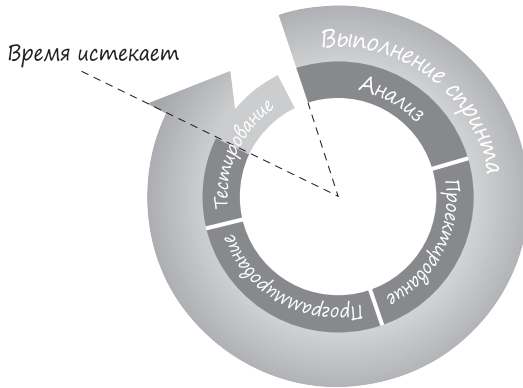 Время истекает
Выполнение спринта
Анализ
Проектирование
Программирование
Тестирование